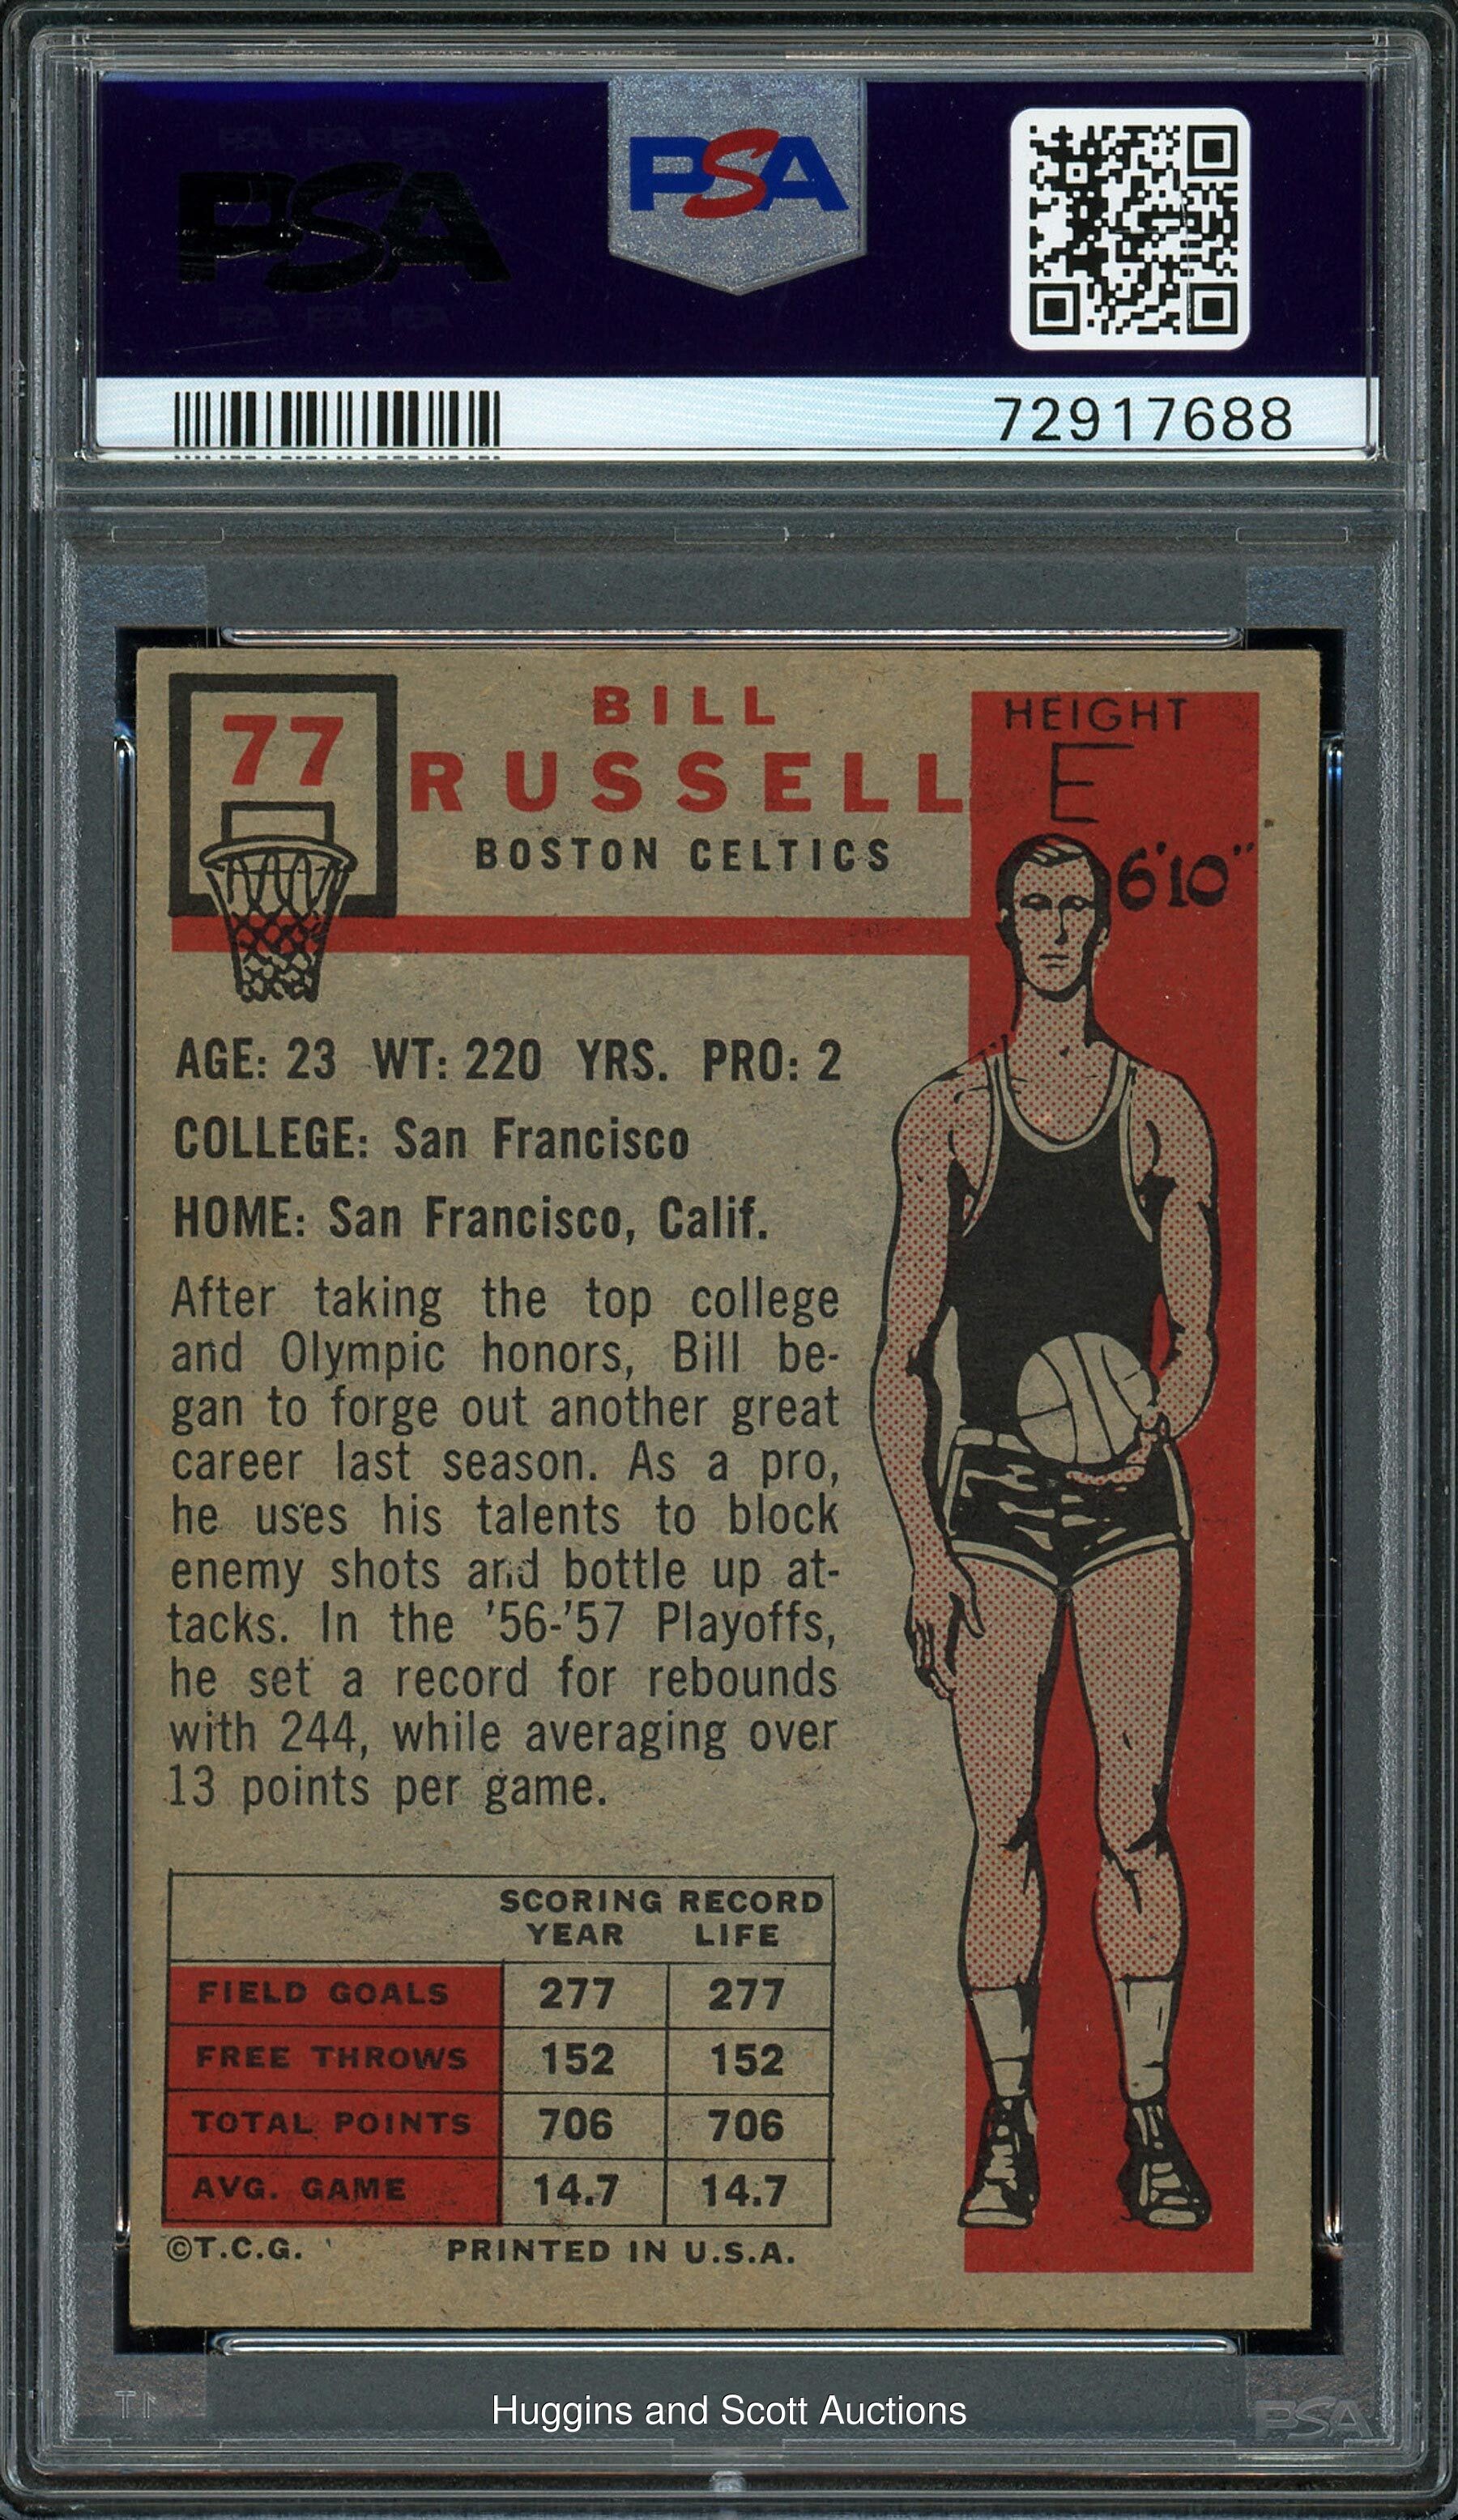 PSA
PSA
72917688
77
BILL
RUSSELL
BOSTON CELTICS
HEIGHT
E
6'10"
AGE: 23 WT: 220 YRS. PRO: 2
COLLEGE: San Francisco
HOME: San Francisco, Calif.
After taking the top college
and Olympic honors, Bill be-
gan to forge out another great
career last season. As a pro,
he uses his talents to block
enemy shots and bottle up at-
tacks. In the '56-'57 Playoffs,
he set a record for rebounds
with 244, while averaging over
13 points per game.
SCORING RECORD
YEAR LIFE
FIELD GOALS 277 277
FREE THROWS 152 152
TOTAL POINTS 706 706
AVG. GAME 14.7 14.7
©T.C.G. PRINTED IN U.S.A.
Huggins and Scott Auctions
PSA